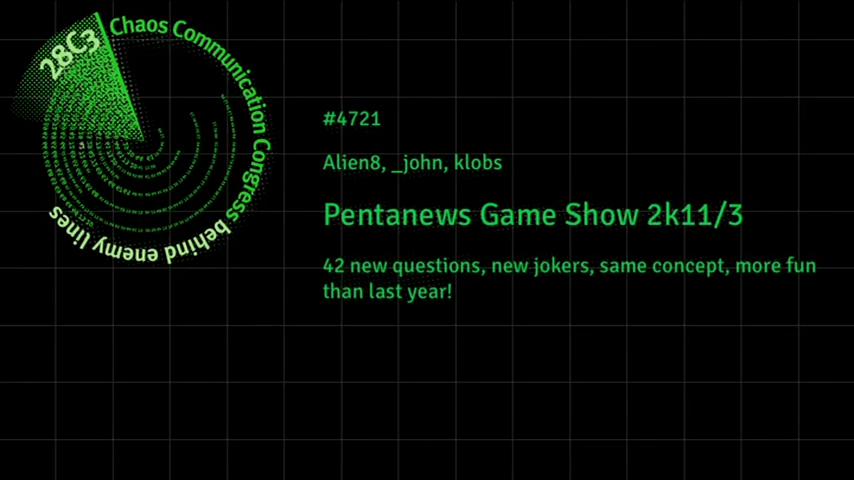 28C3
Chaos Communication Congress behind enemy lines
#4721
Alien8, _john, klobs
Pentanews Game Show 2k11/3
42 new questions, new jokers, same concept, more fun
than last year!